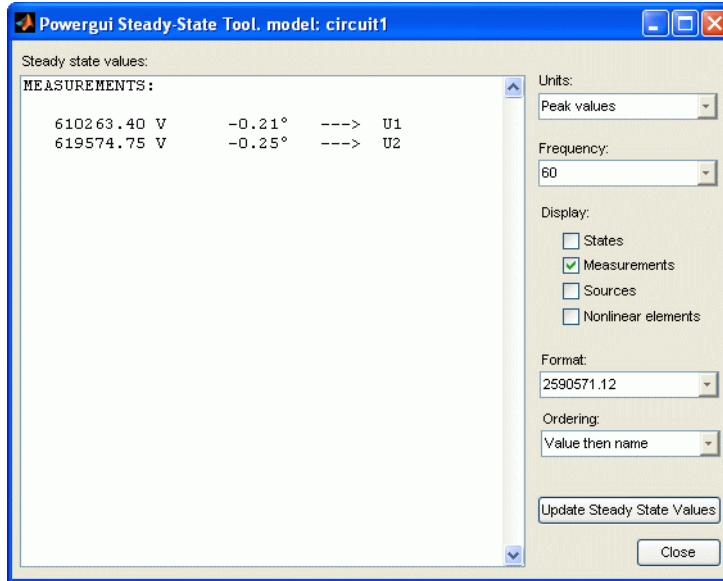 Powergui Steady-State Tool. model: circuit1
Steady state values:
MEASUREMENTS:
610263.40 V -0.21° ---> U1
619574.75 V -0.25° ---> U2
Units:
Peak values
Frequency:
60
Display:
States
Measurements
Sources
Nonlinear elements
Format:
2590571.12
Ordering:
Value then name
Update Steady State Values
Close